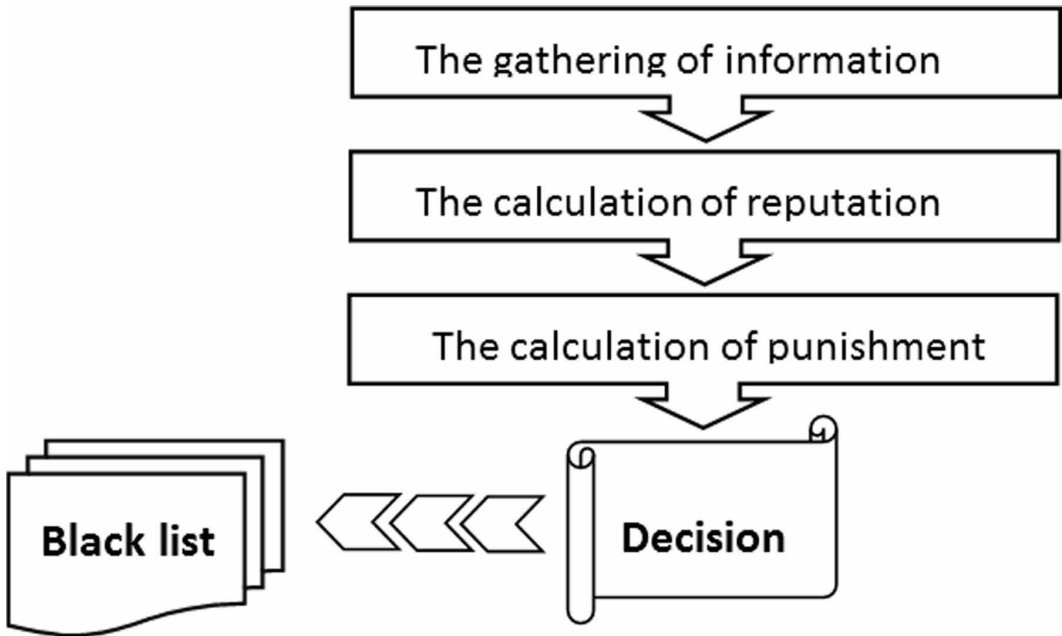 The gathering of information
The calculation of reputation
The calculation of punishment
Black list
Decision